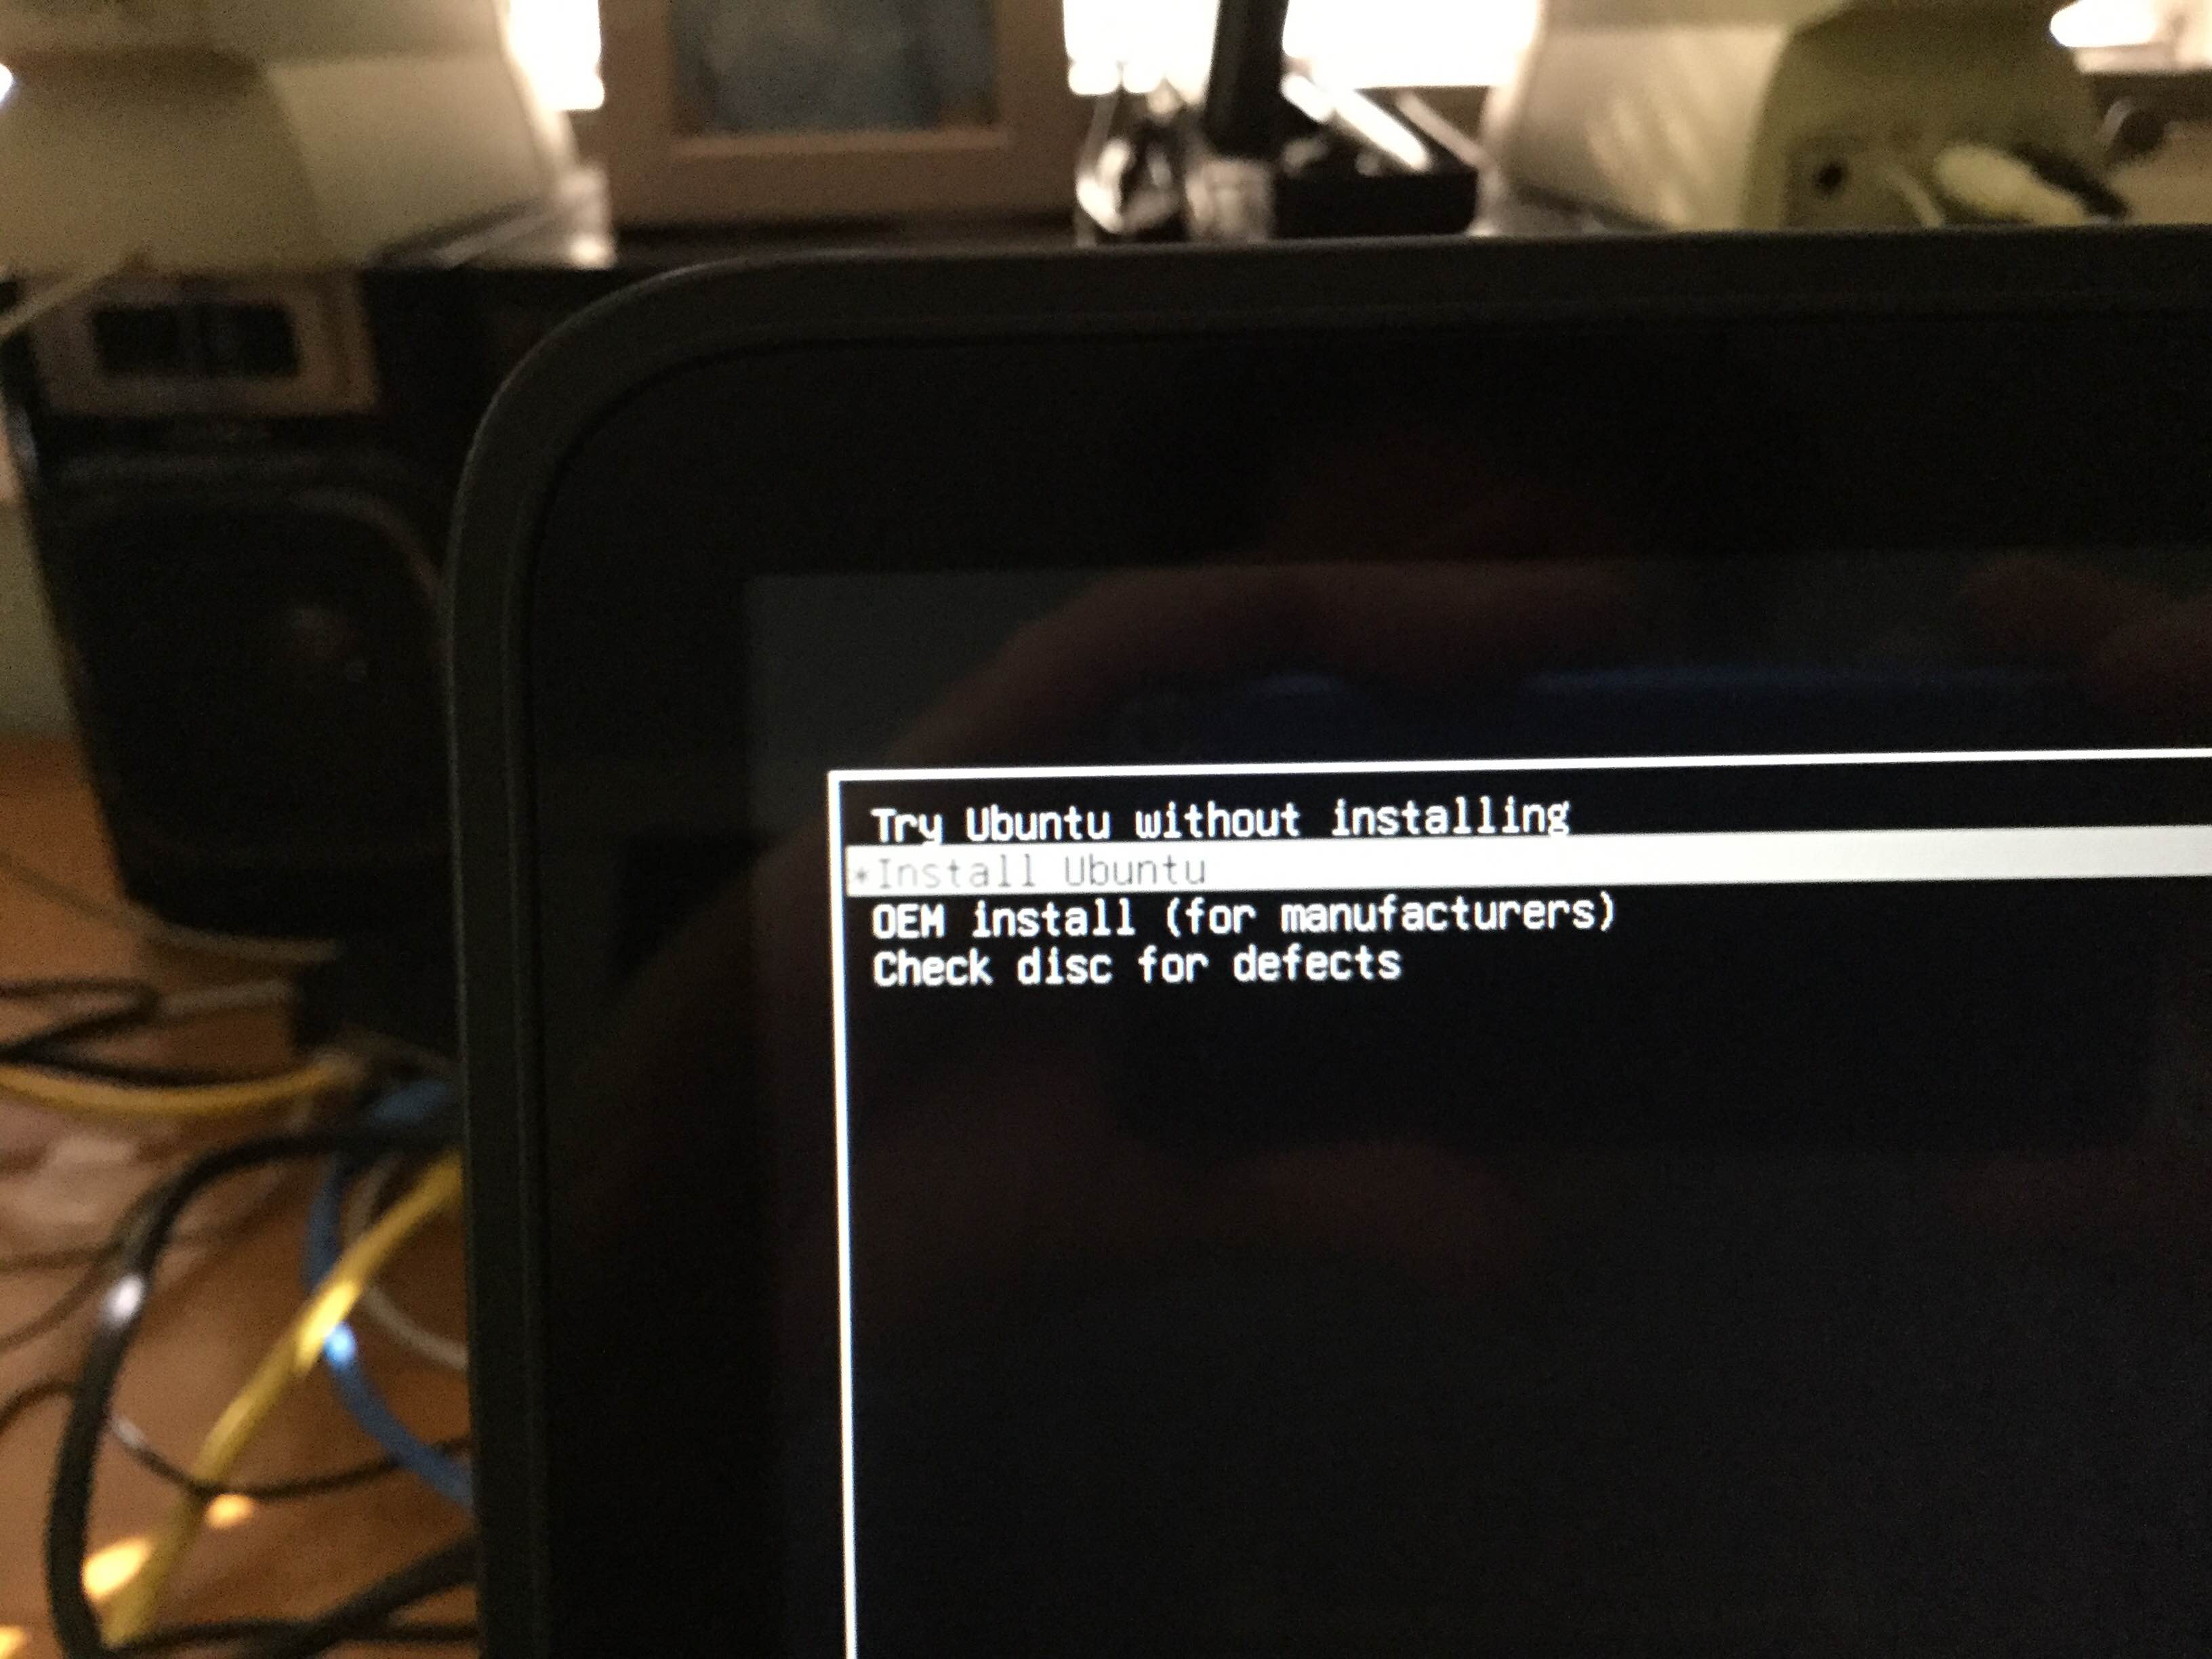 Try Ubuntu without installing
*Install Ubuntu
OEM install (for manufacturers)
Check disc for defects